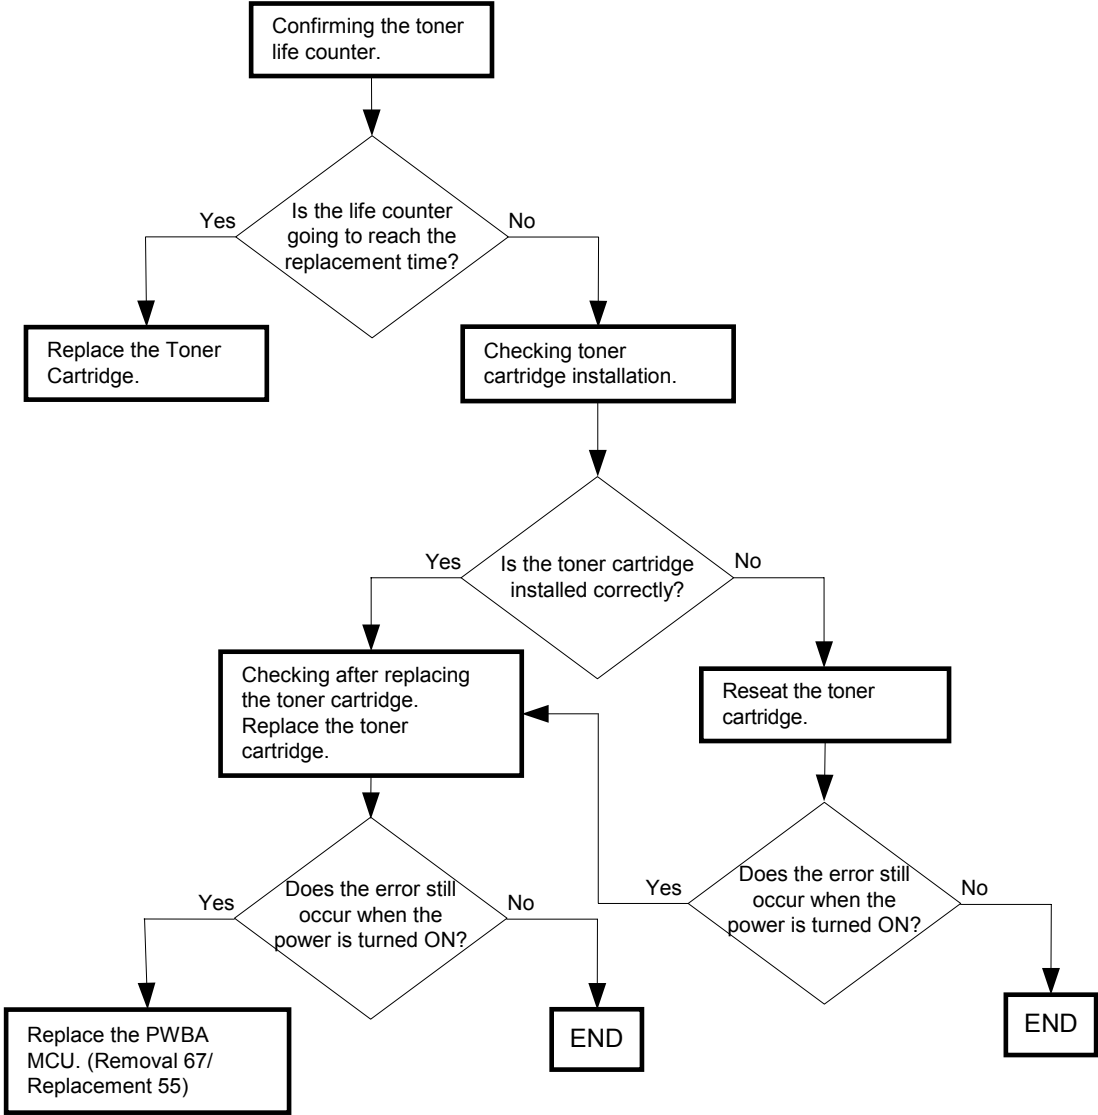 Confirming the toner
life counter.
Is the life counter
going to reach the
replacement time?
Yes
No
Replace the Toner
Cartridge.
Checking toner
cartridge installation.
Is the toner cartridge
installed correctly?
Yes
No
Checking after replacing
the toner cartridge.
Replace the toner
cartridge.
Reseat the toner
cartridge.
Does the error still
occur when the
power is turned ON?
Yes
No
Does the error still
occur when the
power is turned ON?
Yes
No
Replace the PWBA
MCU. (Removal 67/
Replacement 55)
END
END